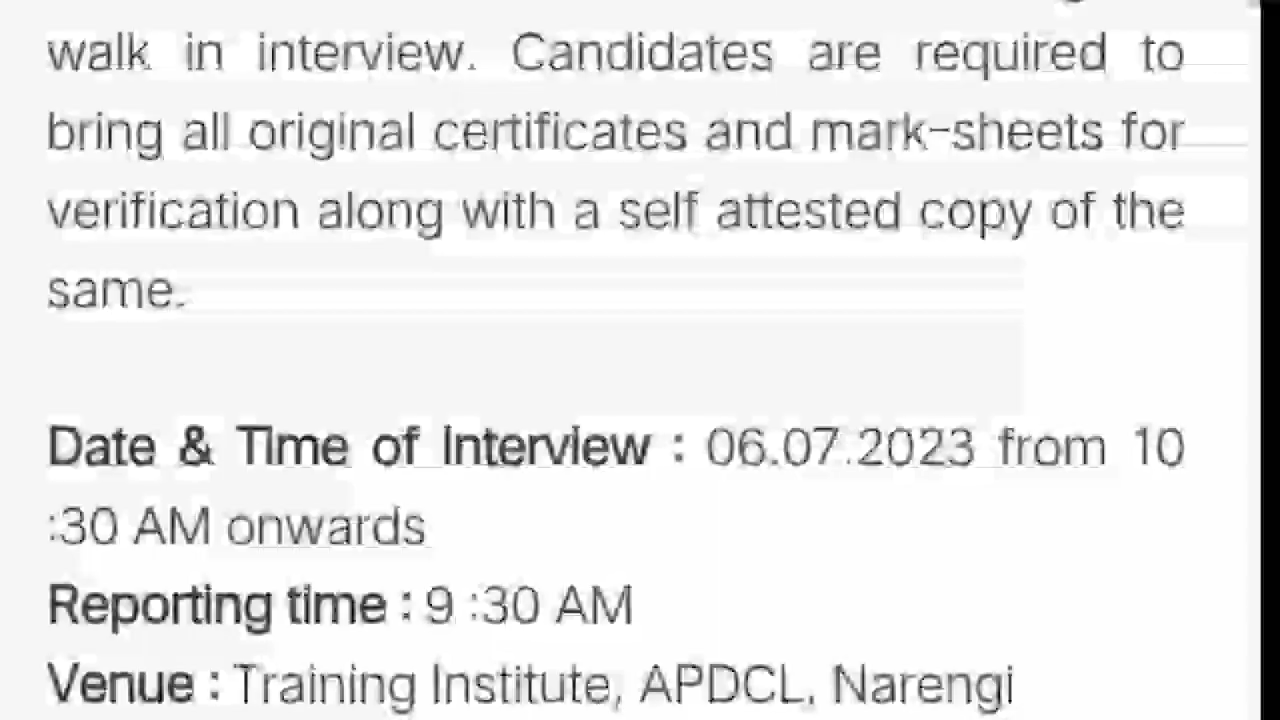 walk in interview. Candidates are required to
bring all original certificates and mark-sheets for
verification along with a self attested copy of the
same.
Date & Time of Interview : 06.07.2023 from 10
:30 AM onwards
Reporting time : 9 :30 AM
Venue : Training Institute, APDCL, Narengi